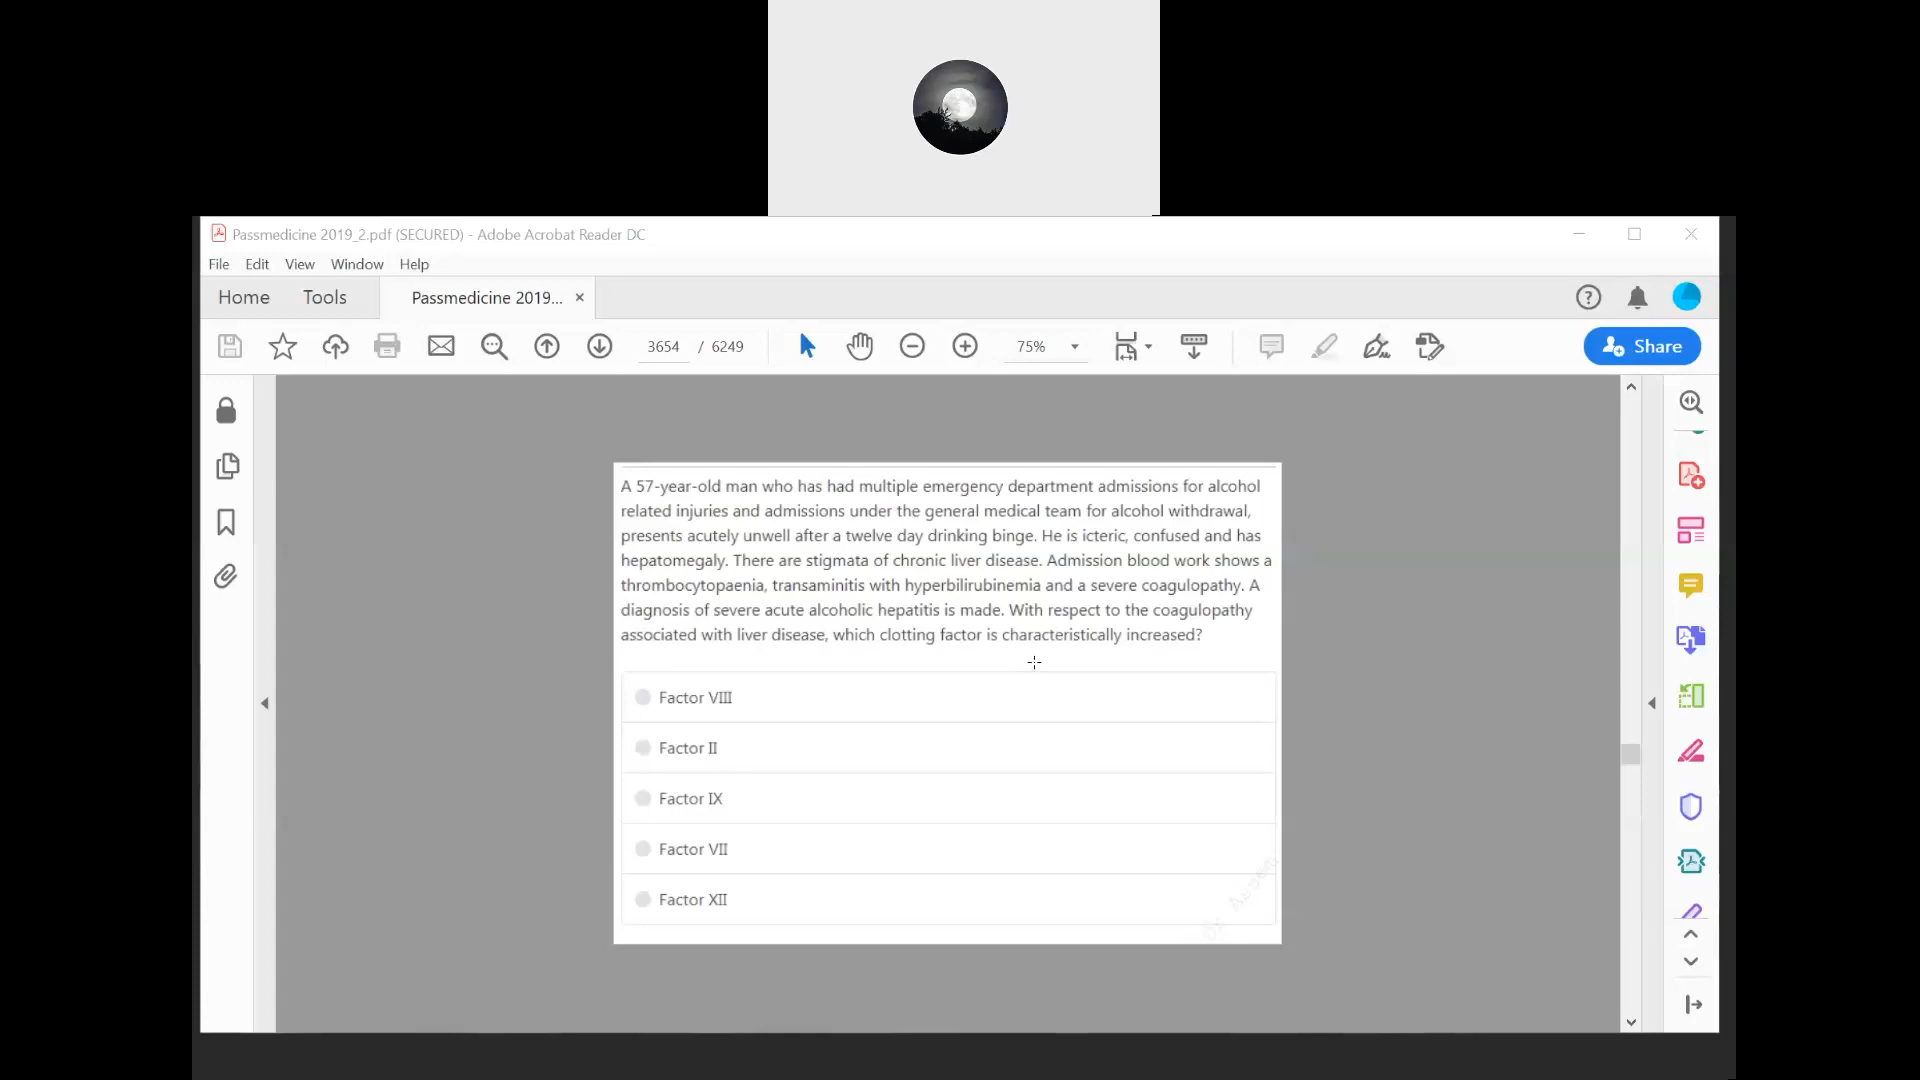 Passmedicine 2019_2.pdf (SECURED) - Adobe Acrobat Reader DC
File Edit View Window Help
Home Tools Passmedicine 2019...
3654 / 6249 75% Share
A 57-year-old man who has had multiple emergency department admissions for alcohol
related injuries and admissions under the general medical team for alcohol withdrawal,
presents acutely unwell after a twelve day drinking binge. He is icteric, confused and has
hepatomegaly. There are stigmata of chronic liver disease. Admission blood work shows a
thrombocytopaenia, transaminitis with hyperbilirubinemia and a severe coagulopathy. A
diagnosis of severe acute alcoholic hepatitis is made. With respect to the coagulopathy
associated with liver disease, which clotting factor is characteristically increased?
Factor VIII
Factor II
Factor IX
Factor VII
Factor XII